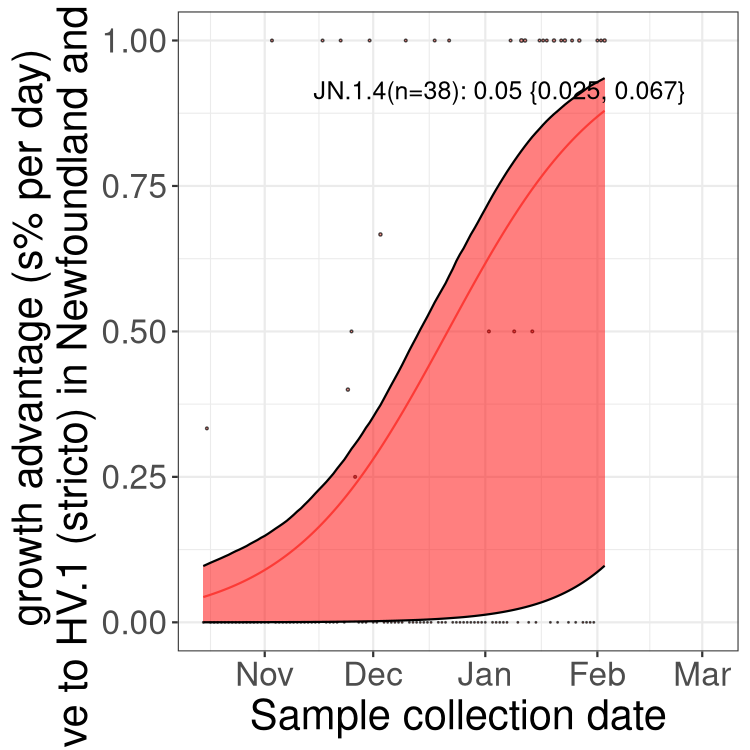 growth advantage (s% per day)
ve to HV.1 (stricto) in Newfoundland and
1.00
0.75
0.50
0.25
0.00
JN.1.4(n=38): 0.05 {0.025, 0.067}
Nov Dec Jan Feb Mar
Sample collection date